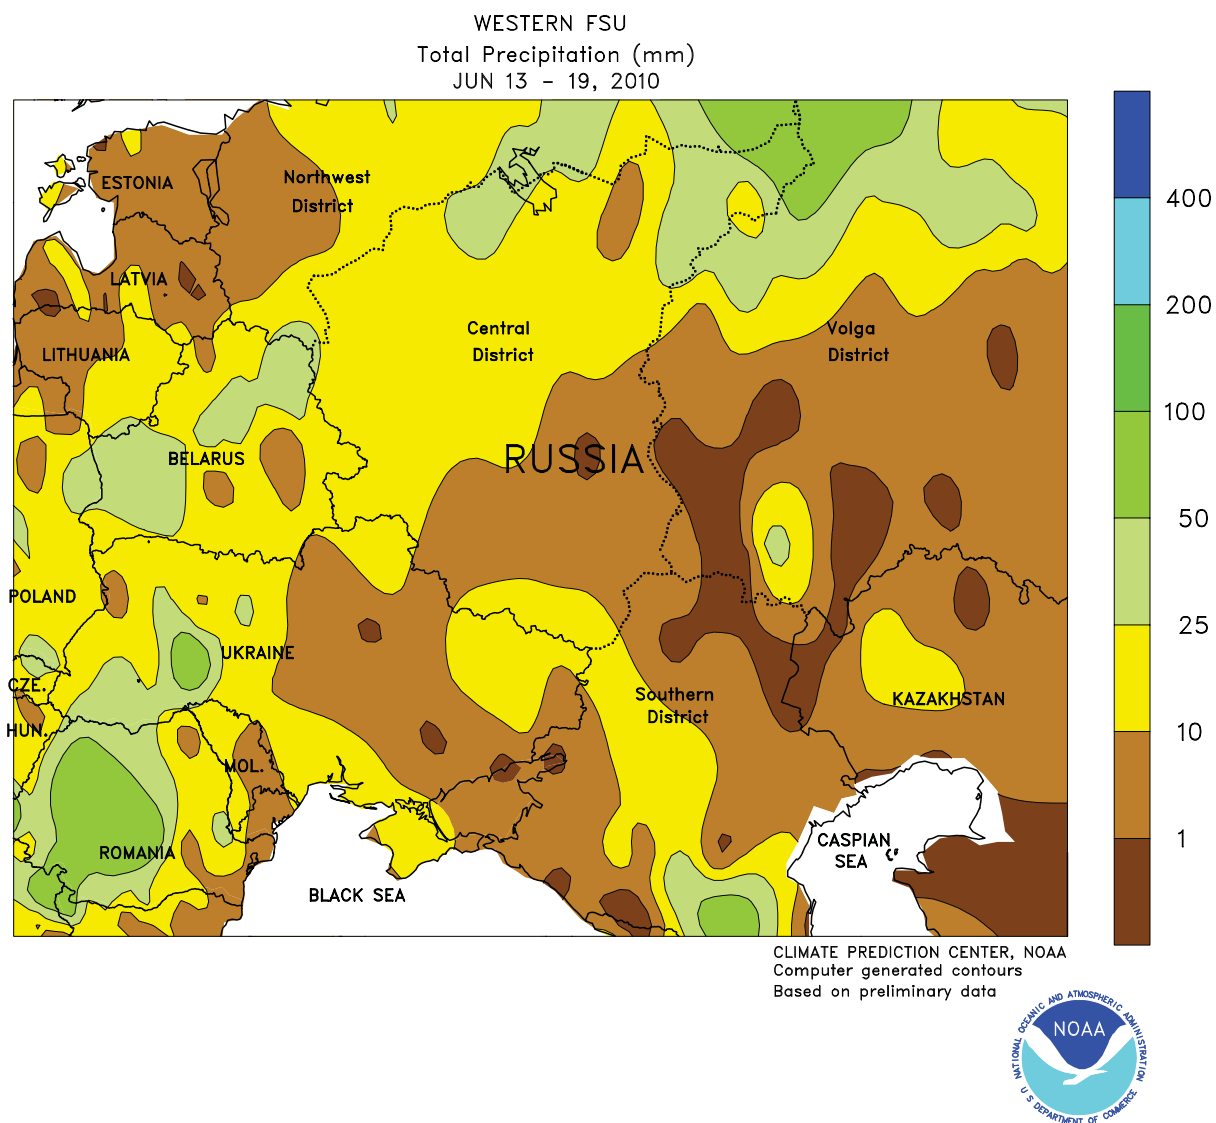 WESTERN FSU
Total Precipitation (mm)
JUN 13 - 19, 2010
ESTONIA
Northwest
District
LATVIA
LITHUANIA
Central
District
Volga
District
RUSSIA
BELARUS
POLAND
UKRAINE
CZE.
HUN.
Southern
District
KAZAKHSTAN
MOL.
ROMANIA
CASPIAN
SEA
BLACK SEA
400
200
100
50
25
10
1
CLIMATE PREDICTION CENTER, NOAA
Computer generated contours
Based on preliminary data
NATIONAL OCEANIC AND ATMOSPHERIC ADMINISTRATION
NOAA
U S DEPARTMENT OF COMMERCE